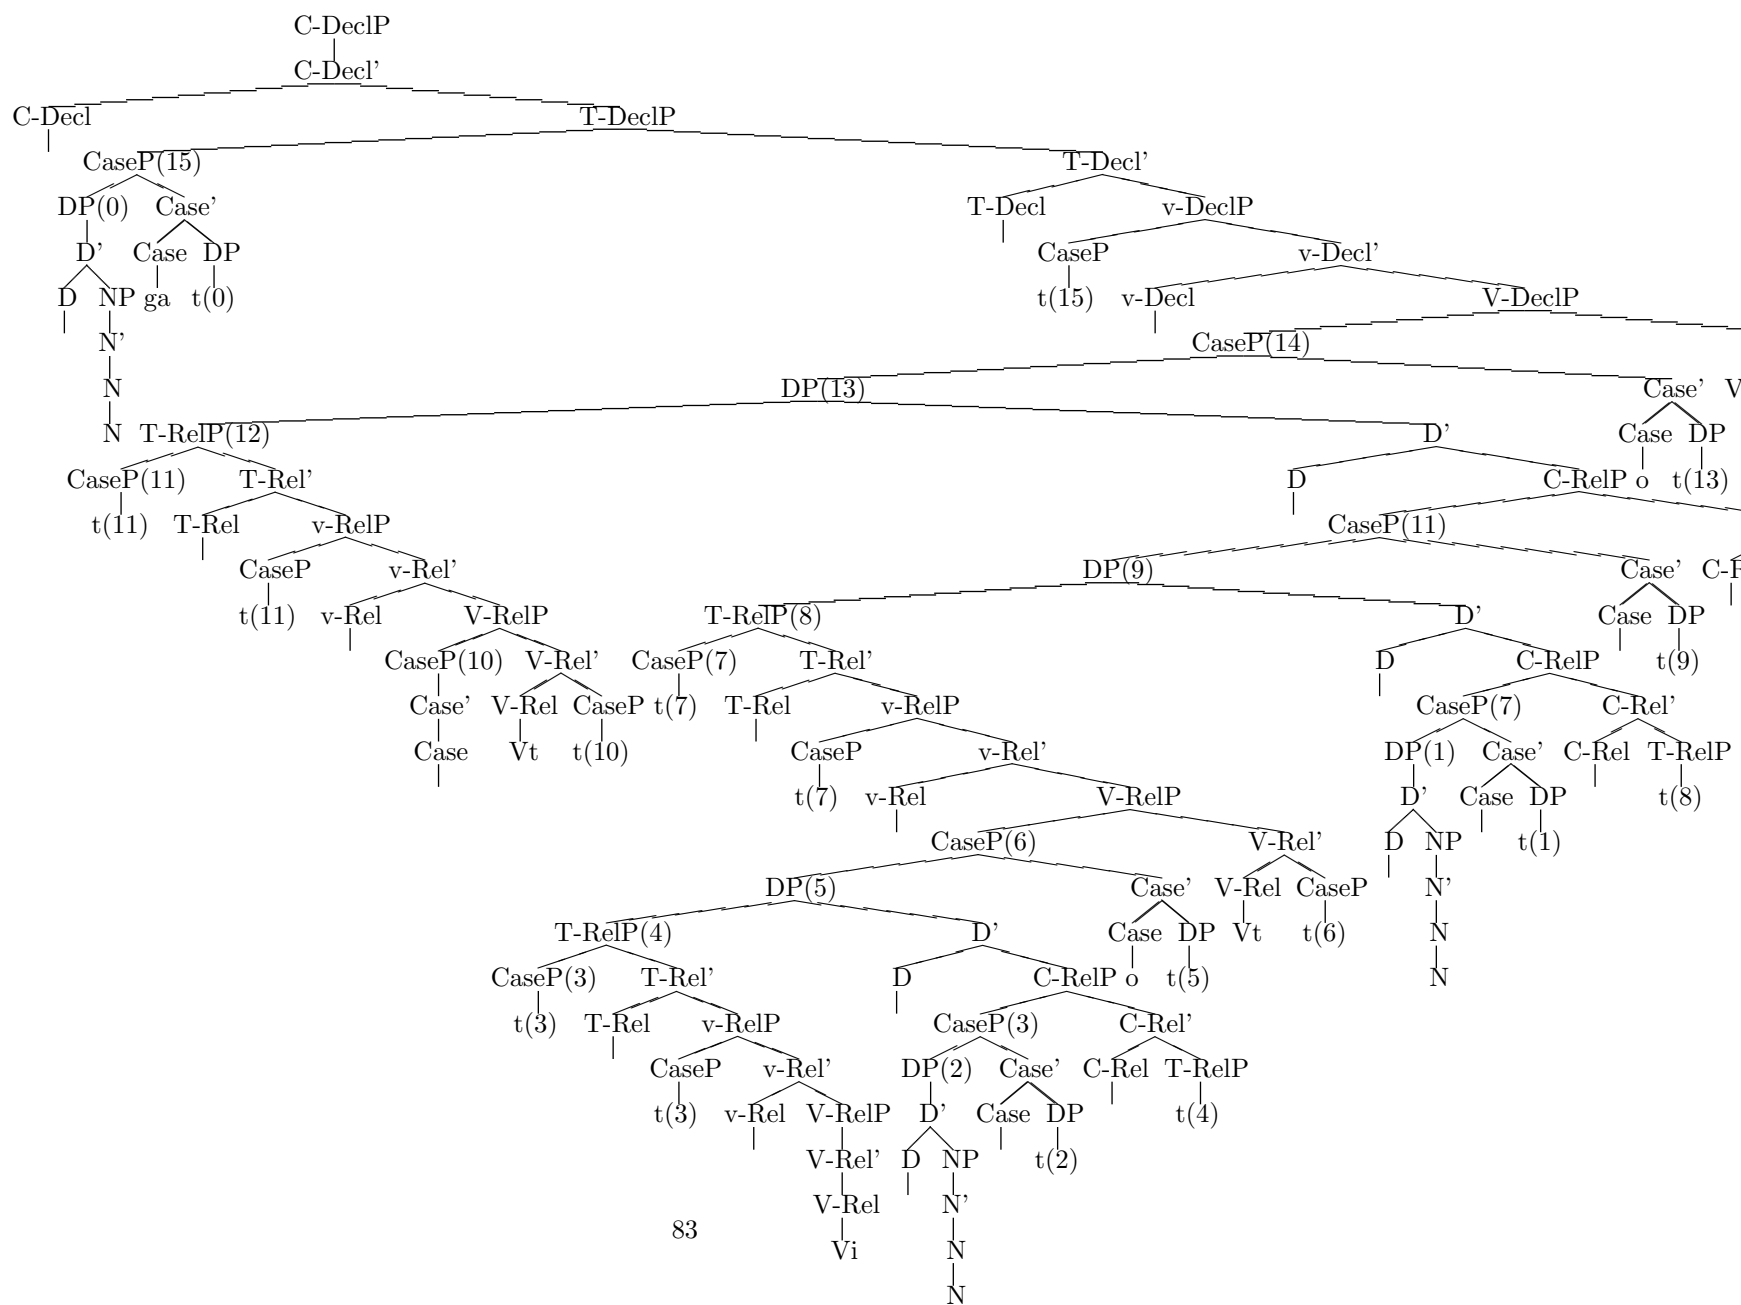 C-DeclP
C-Decl'
C-Decl T-DeclP
CaseP(15) T-Decl'
DP(0) Case' T-Decl v-DeclP
D' Case DP CaseP v-Decl'
D NP ga t(0) t(15) v-Decl V-DeclP
N' CaseP(14)
N DP(13) Case' V
N T-RelP(12) D' Case DP
CaseP(11) T-Rel' D C-RelP o t(13)
t(11) T-Rel v-RelP CaseP(11)
CaseP v-Rel' DP(9) Case' C-R
t(11) v-Rel V-RelP T-RelP(8) D' Case DP
CaseP(10) V-Rel' CaseP(7) T-Rel' D C-RelP t(9)
Case' V-Rel CaseP t(7) T-Rel v-RelP CaseP(7) C-Rel'
Case Vt t(10) CaseP v-Rel' DP(1) Case' C-Rel T-RelP
t(7) v-Rel V-RelP D' Case DP t(8)
CaseP(6) V-Rel' D NP t(1)
DP(5) Case' V-Rel CaseP N'
T-RelP(4) D' Case DP Vt t(6) N
CaseP(3) T-Rel' D C-RelP o t(5) N
t(3) T-Rel v-RelP CaseP(3) C-Rel'
CaseP v-Rel' DP(2) Case' C-Rel T-RelP
t(3) v-Rel V-RelP D' Case DP t(4)
V-Rel' D NP t(2)
V-Rel N'
83
Vi N
N